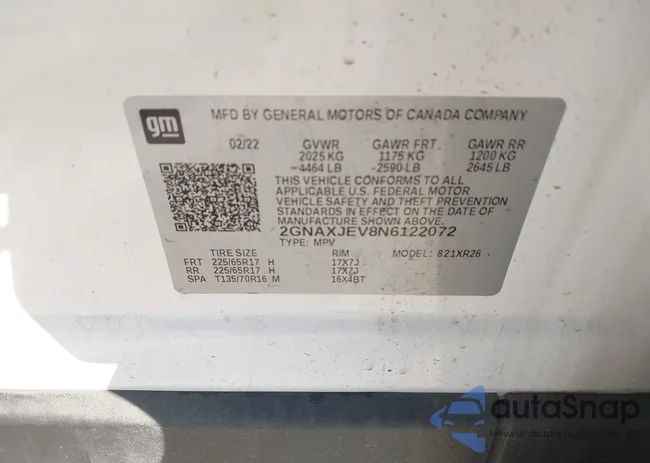 gm
MFD BY GENERAL MOTORS OF CANADA COMPANY
02/22 GVWR GAWR FRT. GAWR RR
2025 KG 1175 KG 1200 KG
4464 LB 2590 LB 2645 LB
THIS VEHICLE CONFORMS TO ALL
APPLICABLE U.S. FEDERAL MOTOR
VEHICLE SAFETY AND THEFT PREVENTION
STANDARDS IN EFFECT ON THE DATE OF
MANUFACTURE SHOWN ABOVE.
2GNAXJEV8N6122072
TYPE: MPV MODEL: 821XR26
TIRE SIZE RIM
FRT 225/65R17 H 17X7J
RR 225/65R17 H 17X7J
SPA T135/70R16 M 16X4BT
autoSnap